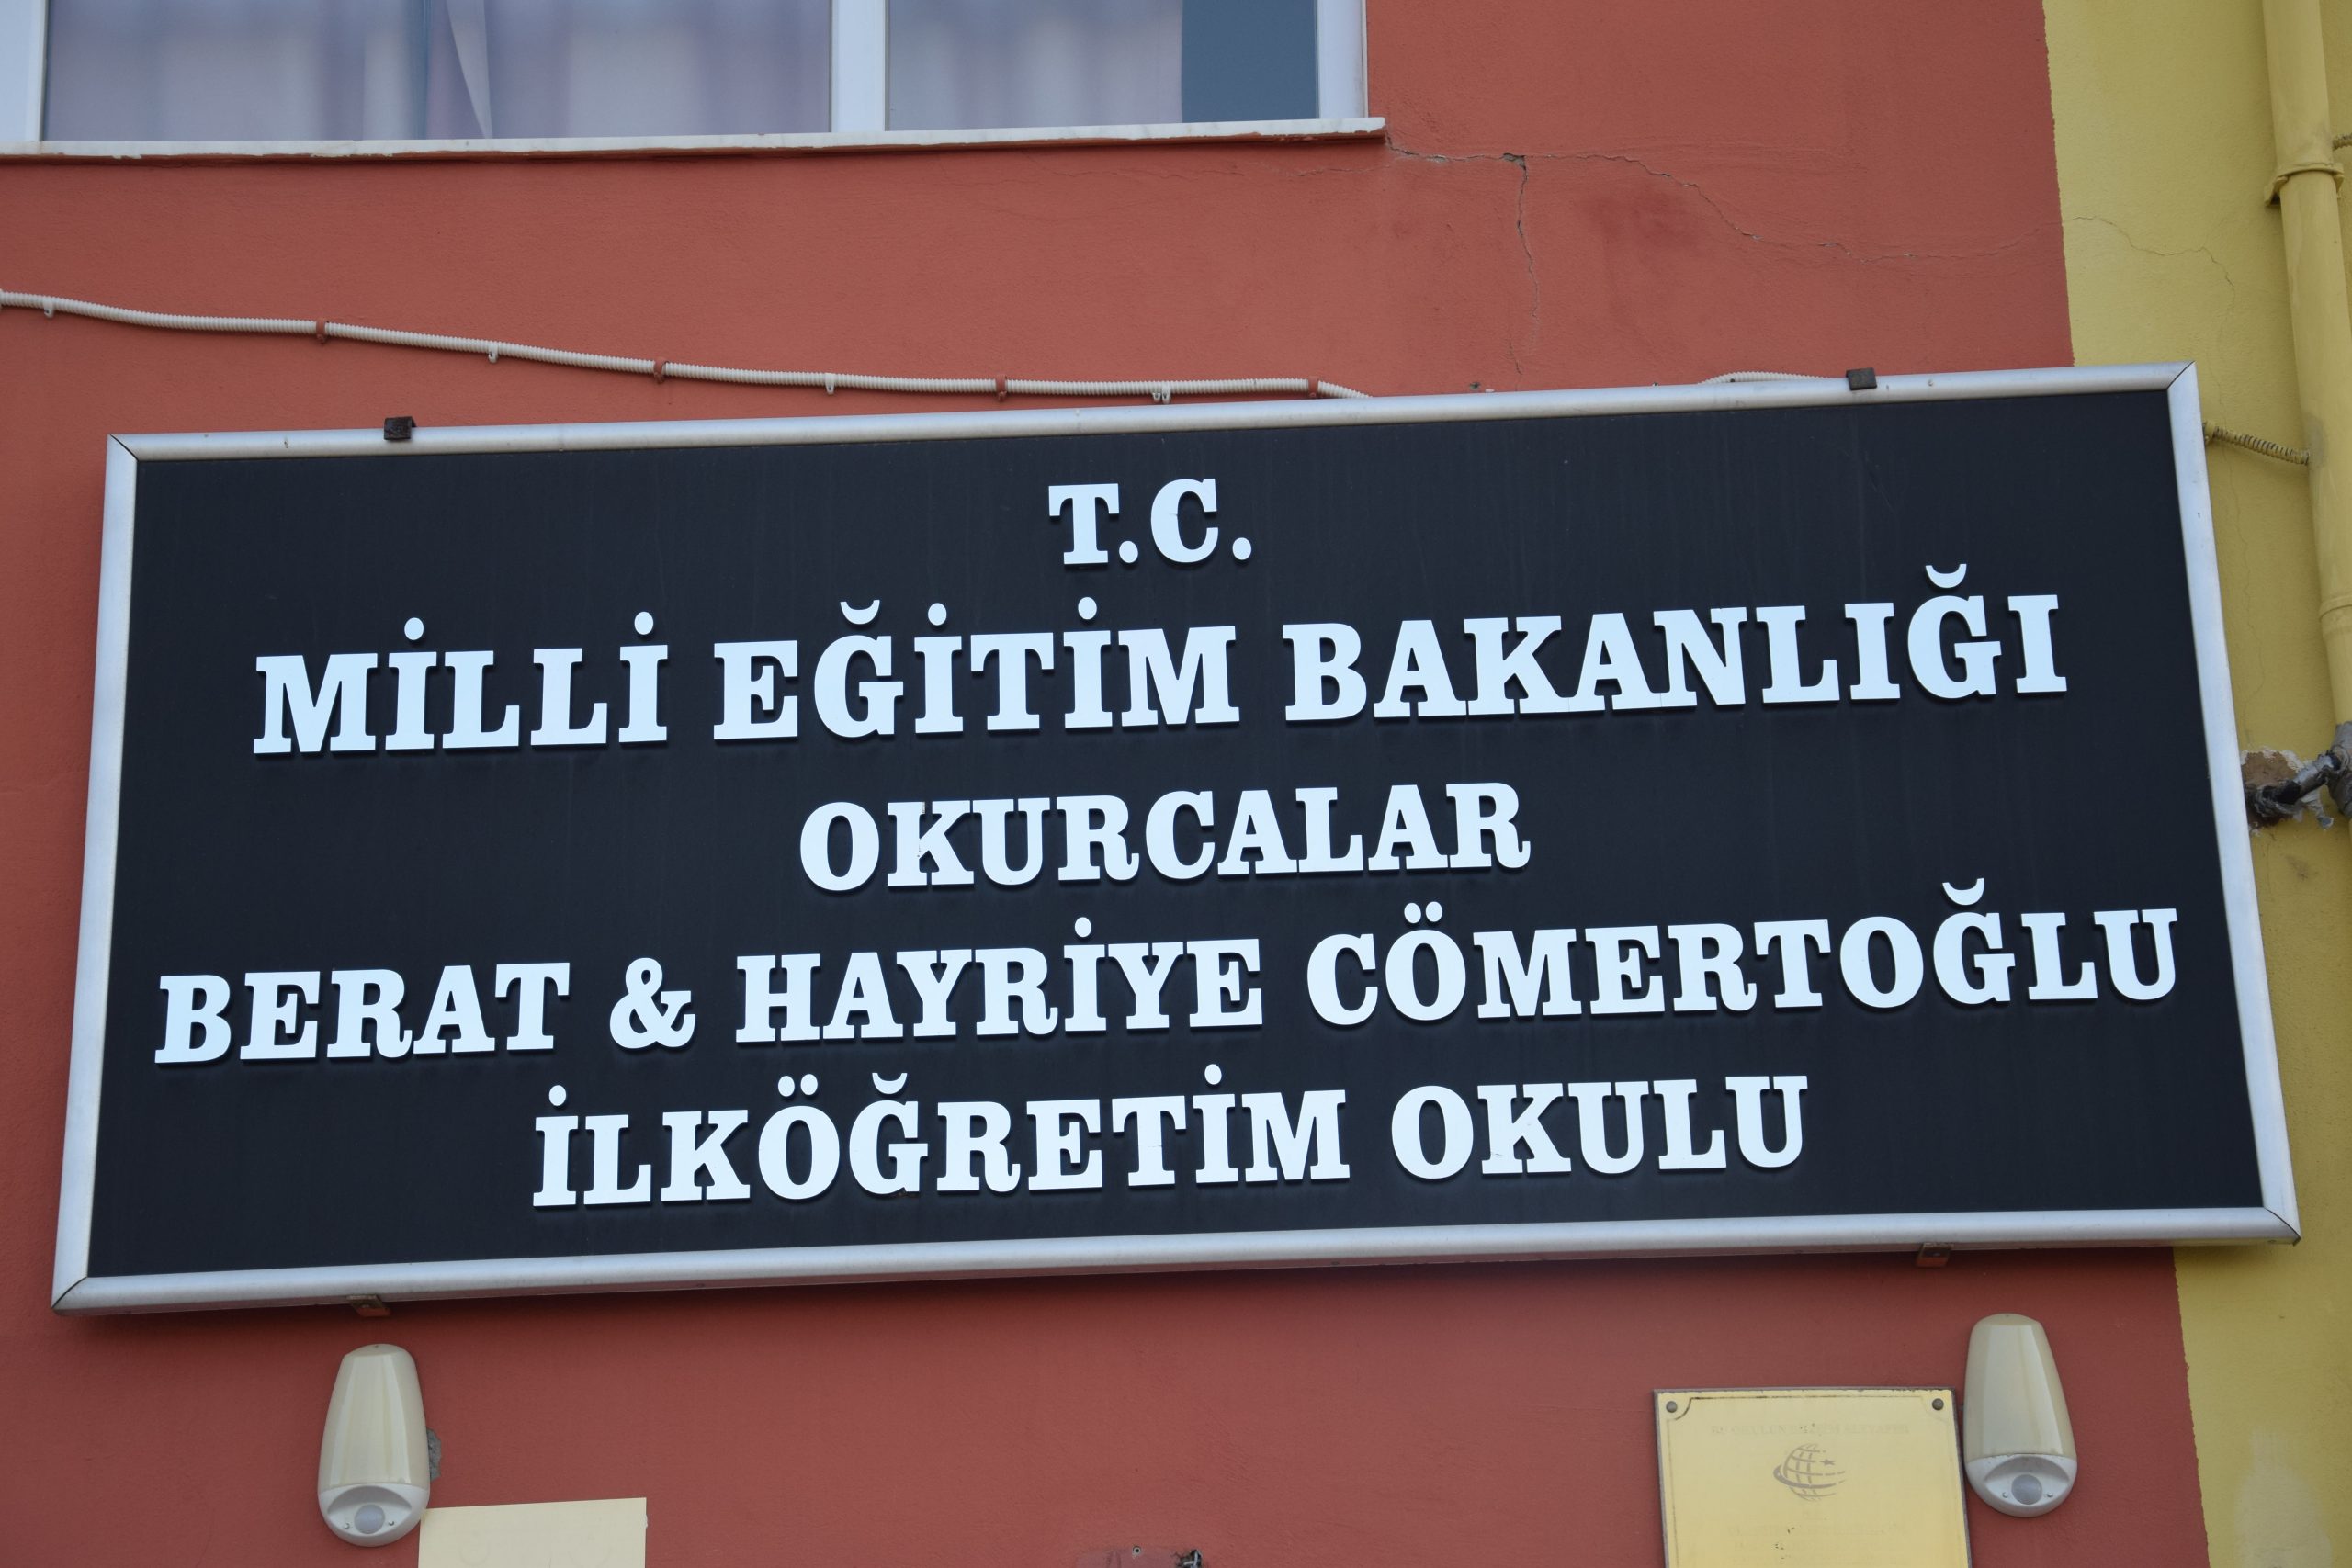 T.C.
MİLLİ EĞİTİM BAKANLIĞI
OKURCALAR
BERAT & HAYRİYE CÖMERTOĞLU
İLKÖĞRETİM OKULU